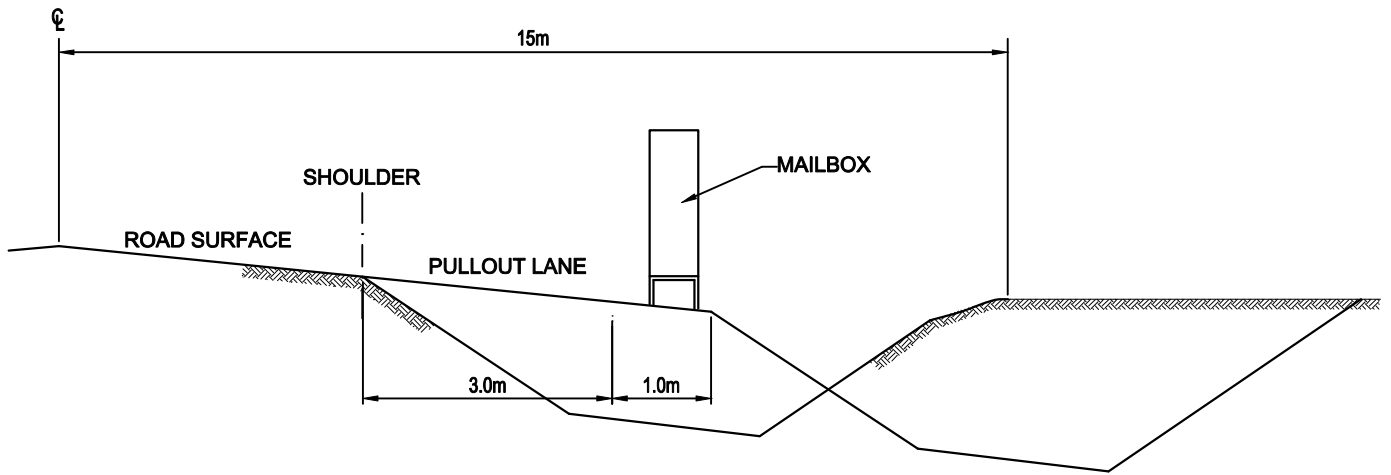 ℄
15m
MAILBOX
SHOULDER
ROAD SURFACE
PULLOUT LANE
3.0m
1.0m